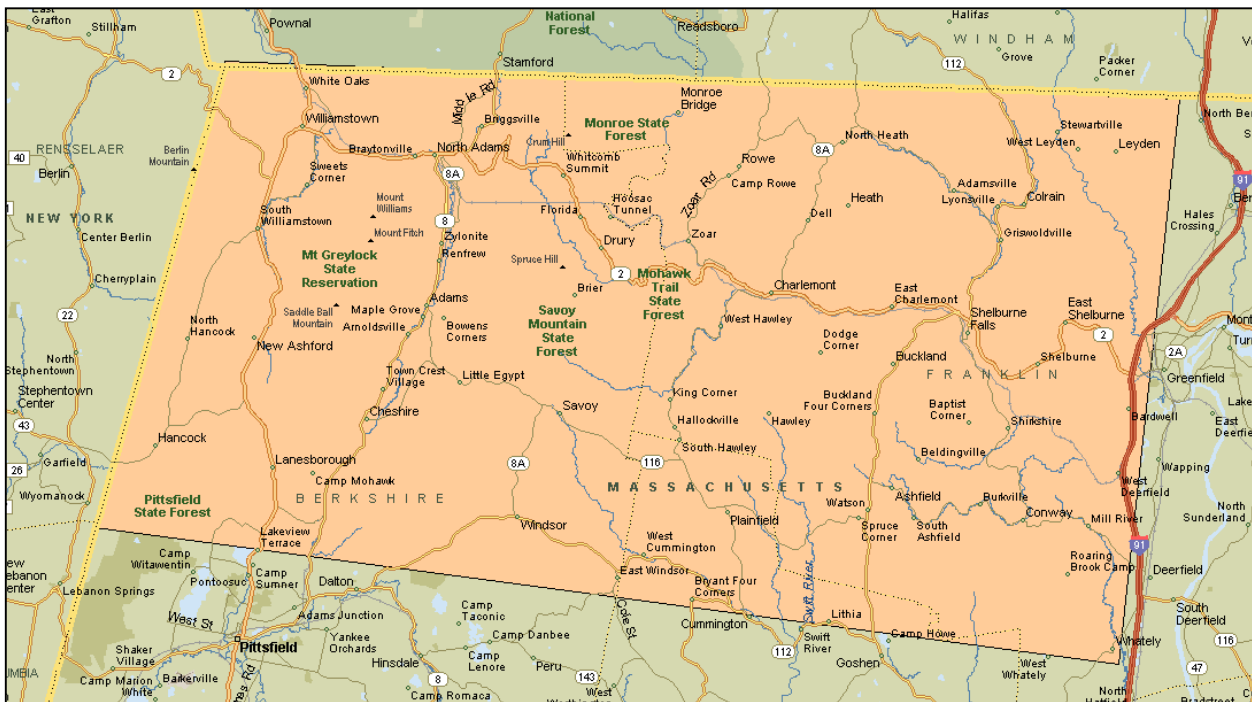 East
Grafton
Stillham
Pownal
National
Forest
Readsboro
Halifax
WINDHAM
Grove
Packer
Corner
2
Stamford
112
White Oaks
Middle Rd
Monroe
Bridge
Williamstown
Briggsville
Monroe State
Forest
Stewartville
North Heath
West Leyden
Leyden
RENSSELAER
40
Berlin
Mountain
Berlin
Braytonville
North Adams
Crum Hill
Whitcomb
Summit
8A
Rowe
Camp Rowe
Sweets
Corner
8A
Zoar Rd
91
Adamsville
Lyonsville
Colrain
Heath
Mount
Williams
Hoosac
Tunnel
South
Williamstown
NEW YORK
8
Florida
Dell
Hales
Crossing
Center Berlin
Mount Fitch
Zylonite
Renfrew
Drury
Zoar
Griswoldville
Mt Greylock
State
Reservation
Spruce Hill
2
Mohawk
Trail
State
Forest
Cherryplain
Brier
Charlemont
East
Charlemont
Saddle Ball
Mountain
Maple Grove
Adams
Arnoldsville
Bowens
Corners
Savoy
Mountain
State
Forest
West Hawley
Shelburne
Falls
East
Shelburne
22
North
Hancock
Dodge
Corner
2
New Ashford
2A
North
Stephentown
Buckland
Shelburne
FRANKLIN
Greenfield
Town Crest
Village
Little Egypt
Stephentown
Center
King Corner
Buckland
Four Corners
Baptist
Corner
Cheshire
Savoy
Hallockville
Hawley
Shirkshire
Bardwell
East
Deerfield
43
Hancock
South Hawley
Garfield
26
Lanesborough
8A
116
Beldingville
Wapping
Camp Mohawk
Wyomanock
BERKSHIRE
MASSACHUSETTS
West
Deerfield
Pittsfield
State Forest
Watson
Ashfield
Burkville
Windsor
Plainfield
Spruce
Corner
South
Ashfield
Conway
Mill River
North
Sunderland
Lakeview
Terrace
West
Cummington
91
Camp
Witawentin
Pontoosuc
Camp
Sumner
Dalton
East Windsor
Bryant Four
Corners
Swift River
Roaring
Brook Camp
Deerfield
Lebanon Springs
West St
Adams Junction
Camp
Taconic
Cole St
Cummington
Lithia
South
Deerfield
Pittsfield
Yankee
Orchards
Camp Danbee
Swift
River
Camp Howe
Whately
116
Shaker
Village
Hinsdale
Camp
Lenore
Peru
112
Goshen
West
Whately
47
Camp Marion
White
Barkerville
8
Camp Romaca
143
West
North